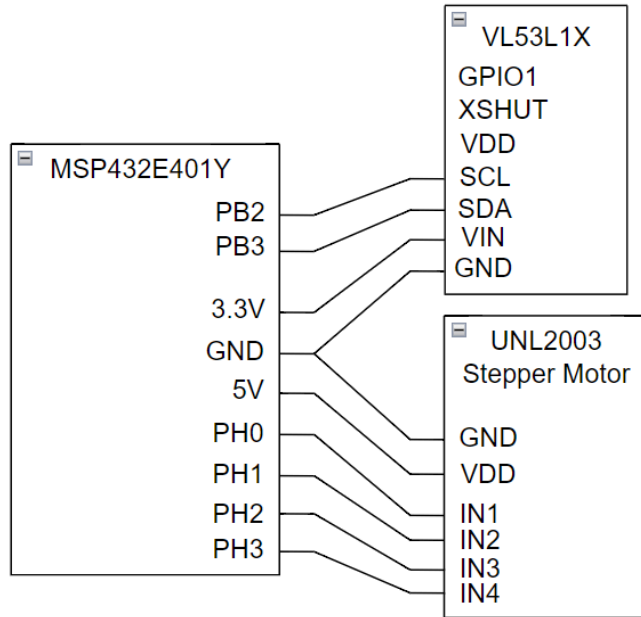 MSP432E401Y
PB2
PB3
3.3V
GND
5V
PH0
PH1
PH2
PH3
VL53L1X
GPIO1
XSHUT
VDD
SCL
SDA
VIN
GND
UNL2003
Stepper Motor
GND
VDD
IN1
IN2
IN3
IN4